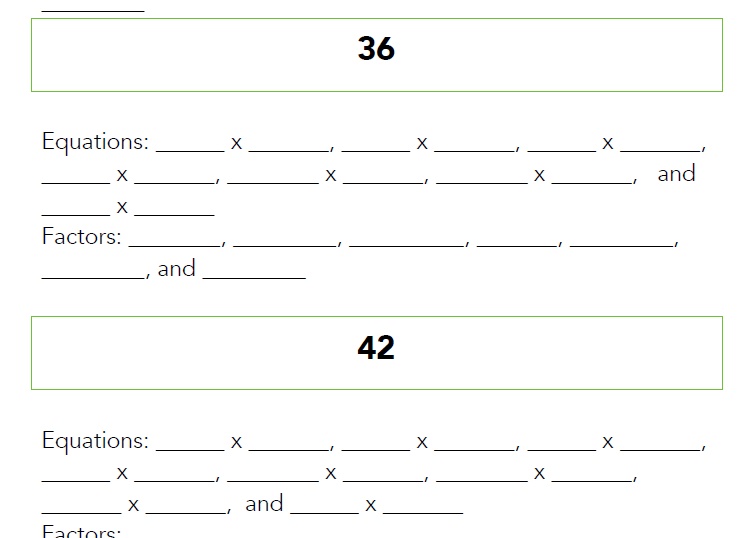 36
Equations: ______ x _______, ______ x _______, ______ x _______,
______ x _______, ________ x _______, ________ x _______, and
______ x _______
Factors: ________, _________, __________, _______, _________,
_________, and _________
42
Equations: ______ x _______, ______ x _______, ______ x _______,
______ x _______, ________ x _______, ________ x _______,
_______ x _______, and ______ x _______
Factors: